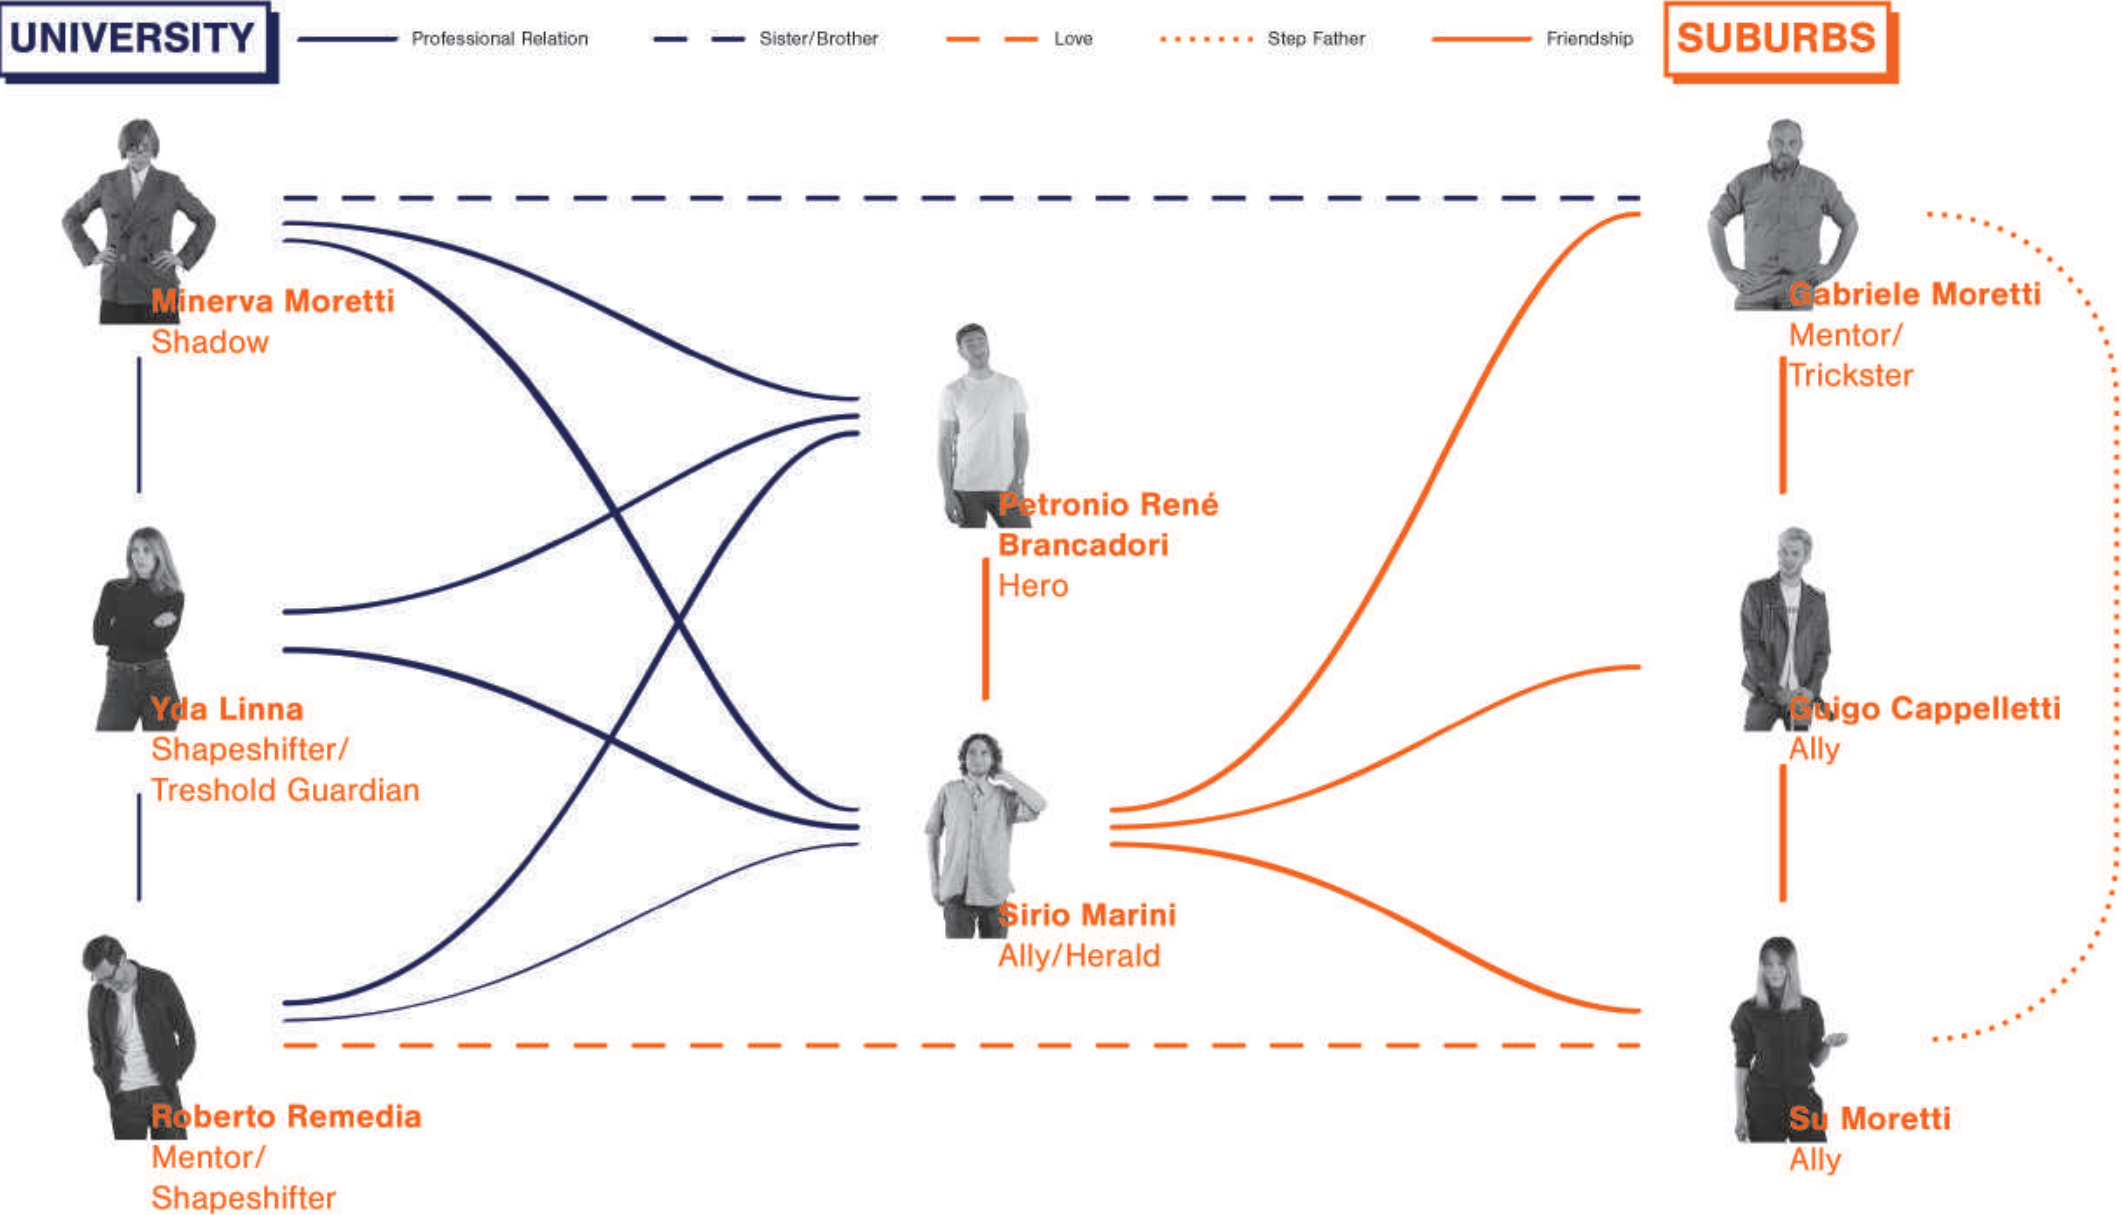 UNIVERSITY
Professional Relation
Sister/Brother
Love
Step Father
Friendship
SUBURBS
Minerva Moretti
Shadow
Gabriele Moretti
Mentor/
Trickster
Petronio René
Brancadori
Hero
Yda Linna
Shapeshifter/
Treshold Guardian
Guigo Cappelletti
Ally
Sirio Marini
Ally/Herald
Roberto Remedia
Mentor/
Shapeshifter
Su Moretti
Ally